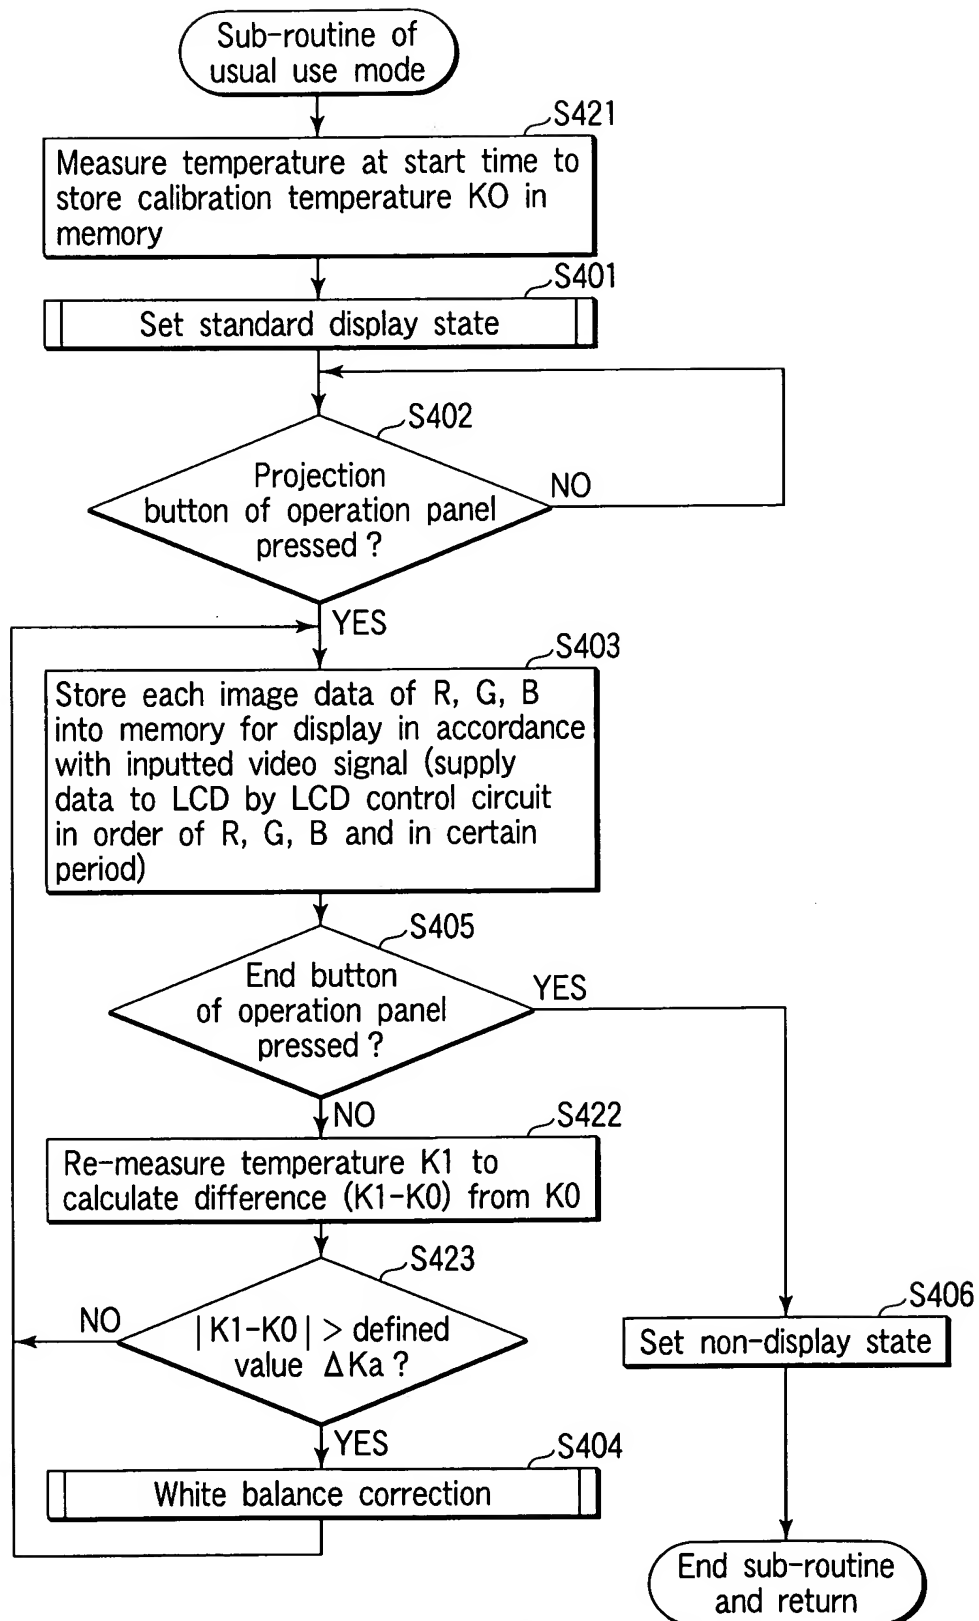 Sub-routine of
usual use mode
S421
Measure temperature at start time to
store calibration temperature KO in
memory
S401
Set standard display state
S402
Projection
button of operation panel
pressed ?
NO
YES
S403
Store each image data of R, G, B
into memory for display in accordance
with inputted video signal (supply
data to LCD by LCD control circuit
in order of R, G, B and in certain
period)
S405
End button
of operation panel
pressed ?
YES
NO
S422
Re-measure temperature K1 to
calculate difference (K1-K0) from K0
S423
|K1-K0| > defined
value ΔKa ?
NO
YES
S406
Set non-display state
S404
White balance correction
End sub-routine
and return